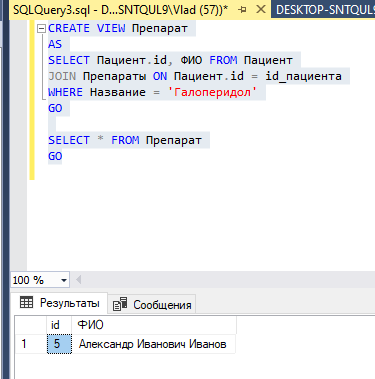 SQLQuery3.sql - D...SNTQUL9\Vlad (57))*
DESKTOP-SNTQUL9
CREATE VIEW Препарат
AS
SELECT Пациент.id, ФИО FROM Пациент
JOIN Препараты ON Пациент.id = id_пациента
WHERE Название = 'Галоперидол'
GO
SELECT * FROM Препарат
GO
100 %
Результаты
Сообщения
id ФИО
1 5 Александр Иванович Иванов